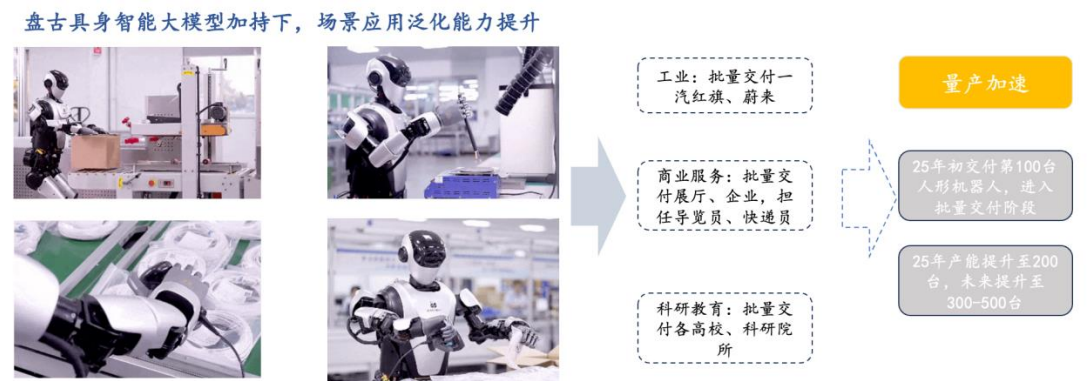 盘古具身智能大模型加持下，场景应用泛化能力提升
工业：批量交付一
汽红旗、蔚来
商业服务：批量交
付展厅、企业，担
任导览员、快递员
科研教育：批量交
付各高校、科研院
所
量产加速
25年初交付第100台
人形机器人，进入
批量交付阶段
25年产能提升至200
台，未来提升至
300-500台